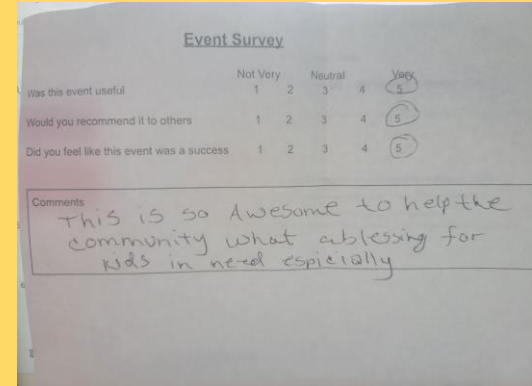 Event Survey
Not Very Neutral Very
Was this event useful 1 2 3 4 5
Would you recommend it to others 1 2 3 4 5
Did you feel like this event was a success 1 2 3 4 5
Comments
This is so Awesome to help the
community what ablessing for
kids in need espicially